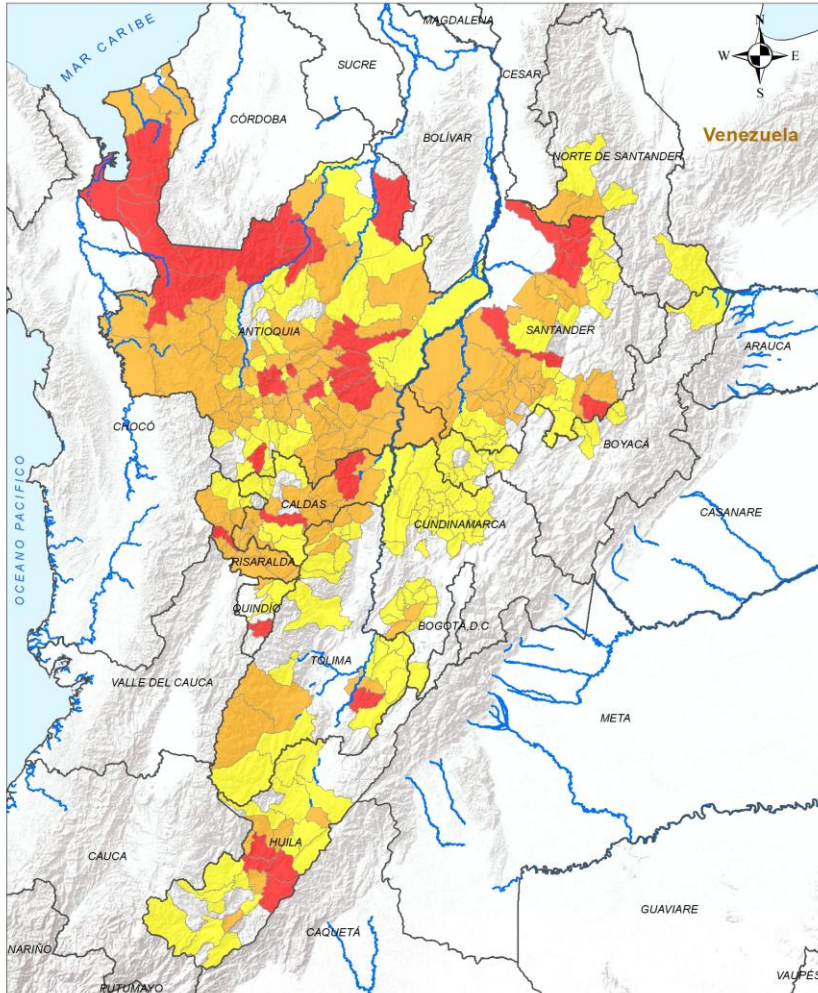 MAGDALENA
N
MAR CARIBE
W E
SUCRE
CESAR
S
CÓRDOBA
BOLÍVAR
Venezuela
NORTE DE SANTANDER
ANTIOQUIA
SANTANDER
ARAUCA
CHOCÓ
BOYACÁ
OCEANO PACIFICO
CALDAS
CUNDINAMARCA
CASANARE
RISARALDA
QUINDÍO
BOGOTÁ,D.C
TOLIMA
VALLE DEL CAUCA
META
HUILA
CAUCA
GUAVIARE
CAQUETÁ
NARIÑO
PUTUMAYO
VAUPÉS